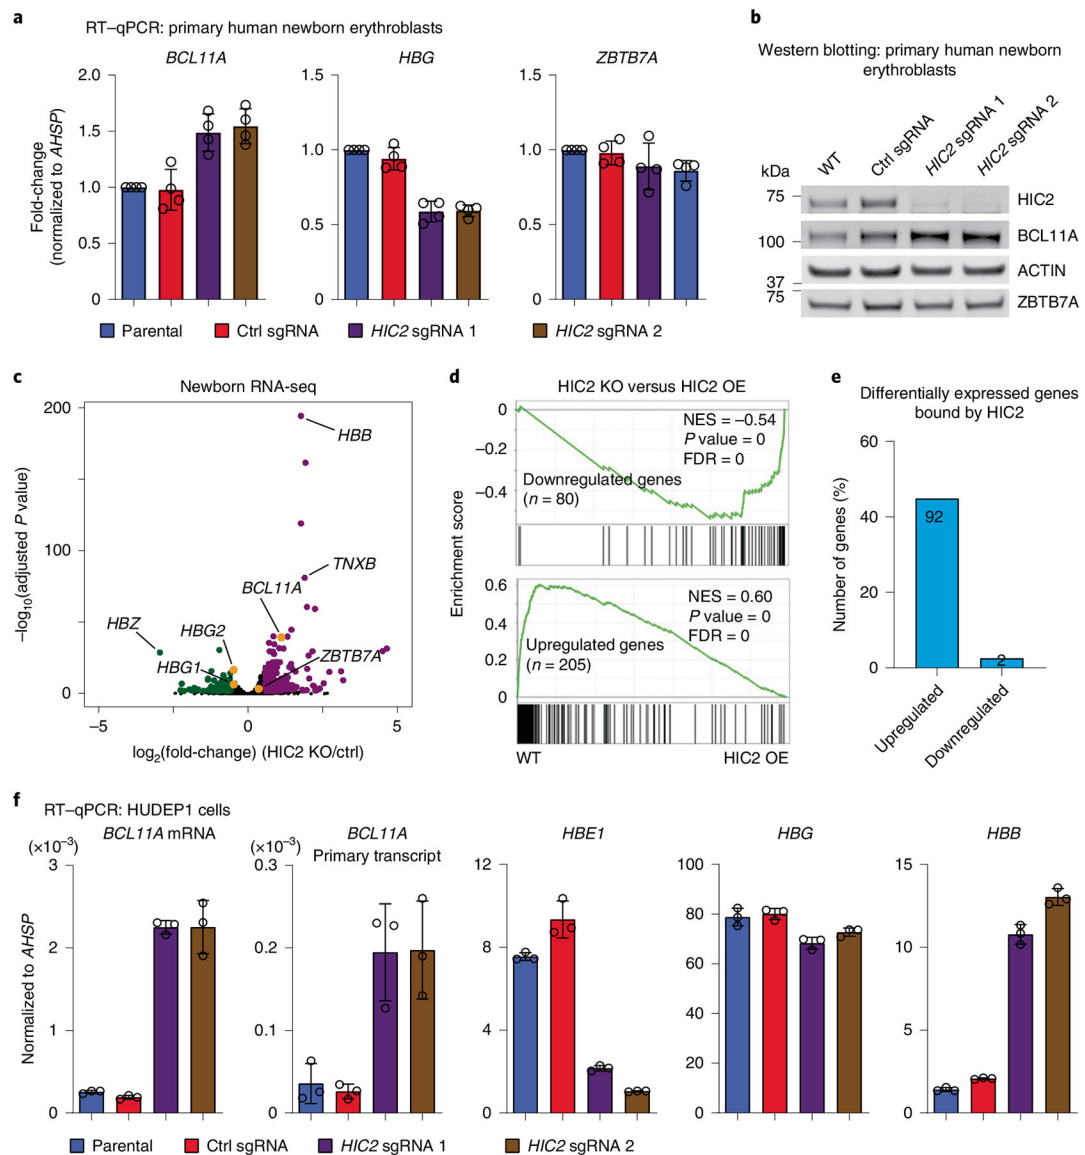 a
RT–qPCR: primary human newborn erythroblasts
BCL11A
HBG
ZBTB7A
Fold-change
(normalized to AHSP)
2.0
1.5
1.0
0.5
0
1.5
1.0
0.5
0
1.5
1.0
0.5
0
Parental
Ctrl sgRNA
HIC2 sgRNA 1
HIC2 sgRNA 2
b
Western blotting: primary human newborn
erythroblasts
WT
Ctrl sgRNA
HIC2 sgRNA 1
HIC2 sgRNA 2
kDa
75
100
37
75
HIC2
BCL11A
ACTIN
ZBTB7A
c
Newborn RNA-seq
–log10(adjusted P value)
200
100
0
HBB
TNXB
BCL11A
HBZ
HBG2
HBG1
ZBTB7A
–5
0
5
log2(fold-change) (HIC2 KO/ctrl)
d
HIC2 KO versus HIC2 OE
Enrichment score
0
–0.2
–0.4
NES = –0.54
P value = 0
FDR = 0
Downregulated genes
(n = 80)
0.6
0.4
0.2
0
NES = 0.60
P value = 0
FDR = 0
Upregulated genes
(n = 205)
WT
HIC2 OE
e
Differentially expressed genes
bound by HIC2
Number of genes (%)
60
40
20
0
92
2
Upregulated
Downregulated
f
RT–qPCR: HUDEP1 cells
Normalized to AHSP
(×10–3)
BCL11A mRNA
3
2
1
0
(×10–3)
BCL11A
Primary transcript
0.3
0.2
0.1
0
HBE1
12
8
4
0
HBG
100
80
60
40
20
0
HBB
15
10
5
0
Parental
Ctrl sgRNA
HIC2 sgRNA 1
HIC2 sgRNA 2